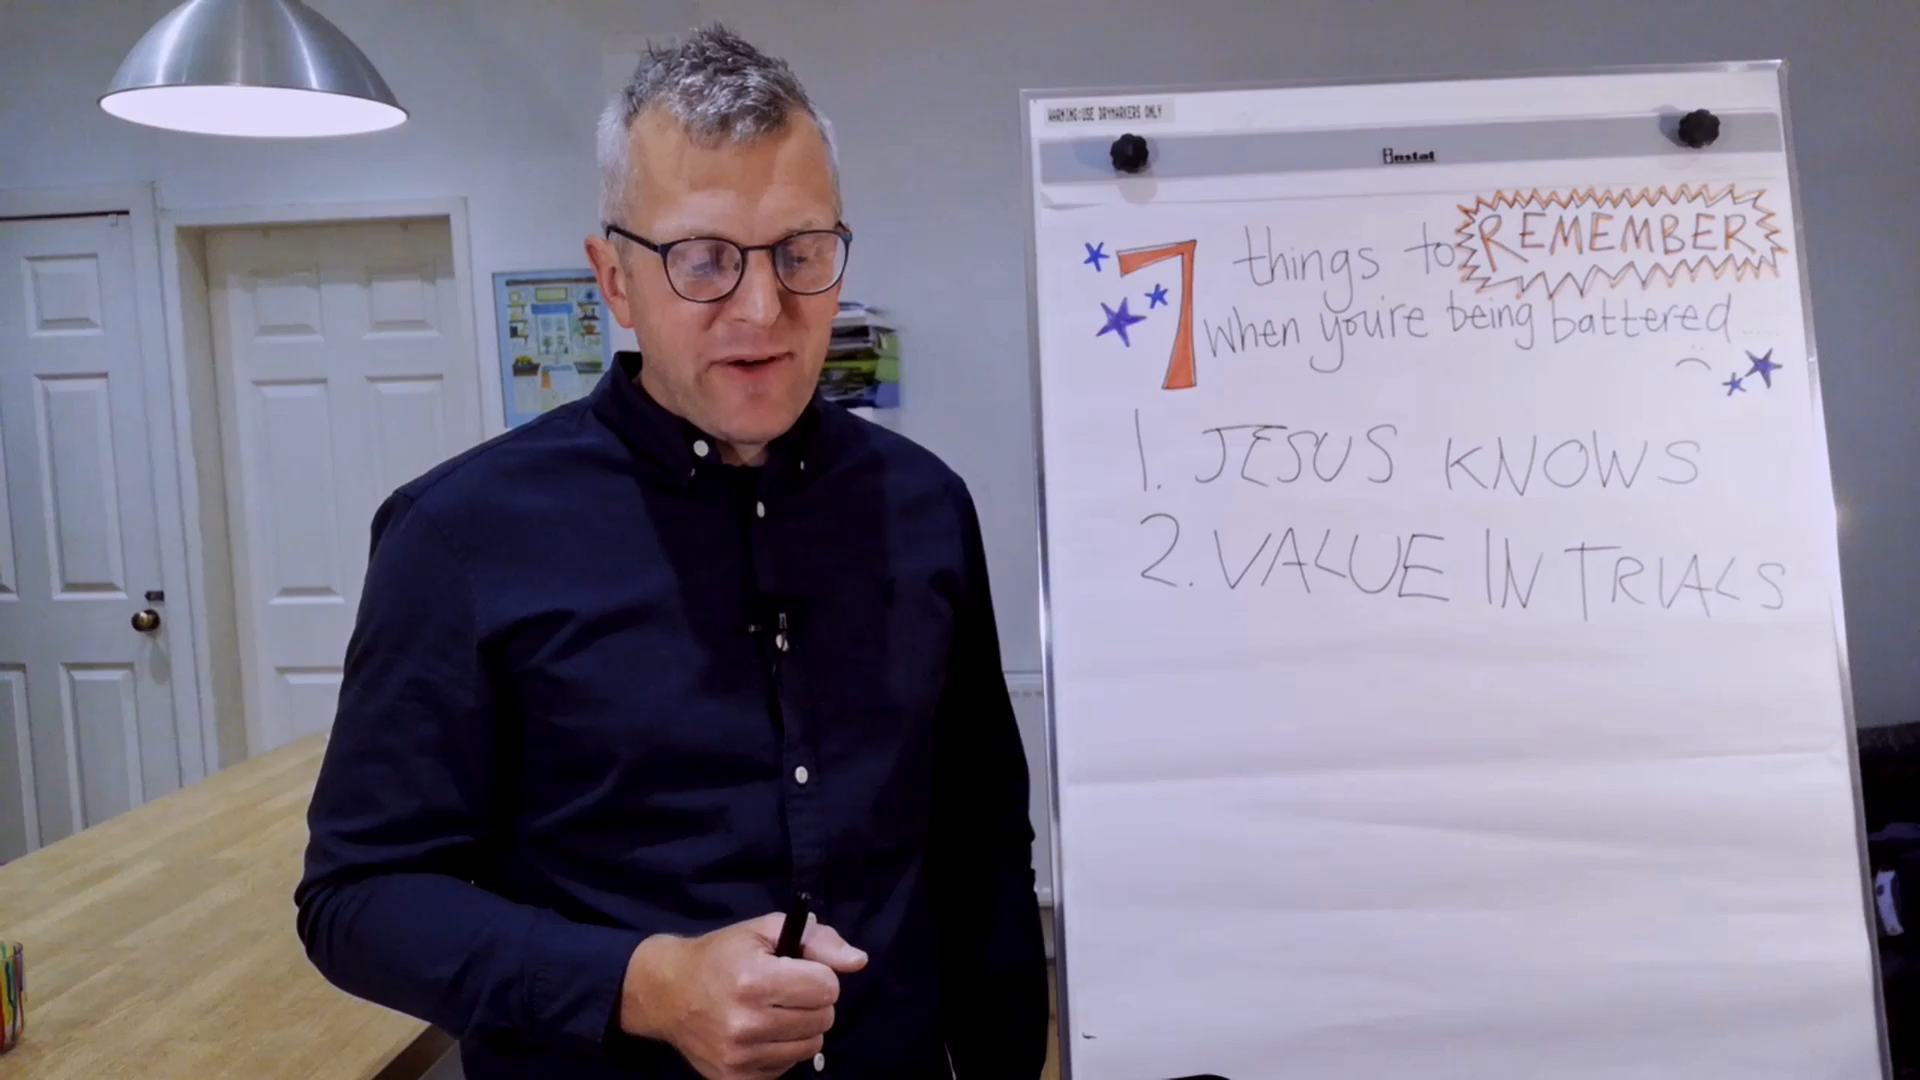 WARNING:USE DRYMARKERS ONLY
instat
7 things to REMEMBER
when you're being battered....
1. JESUS KNOWS
2. VALUE IN TRIALS